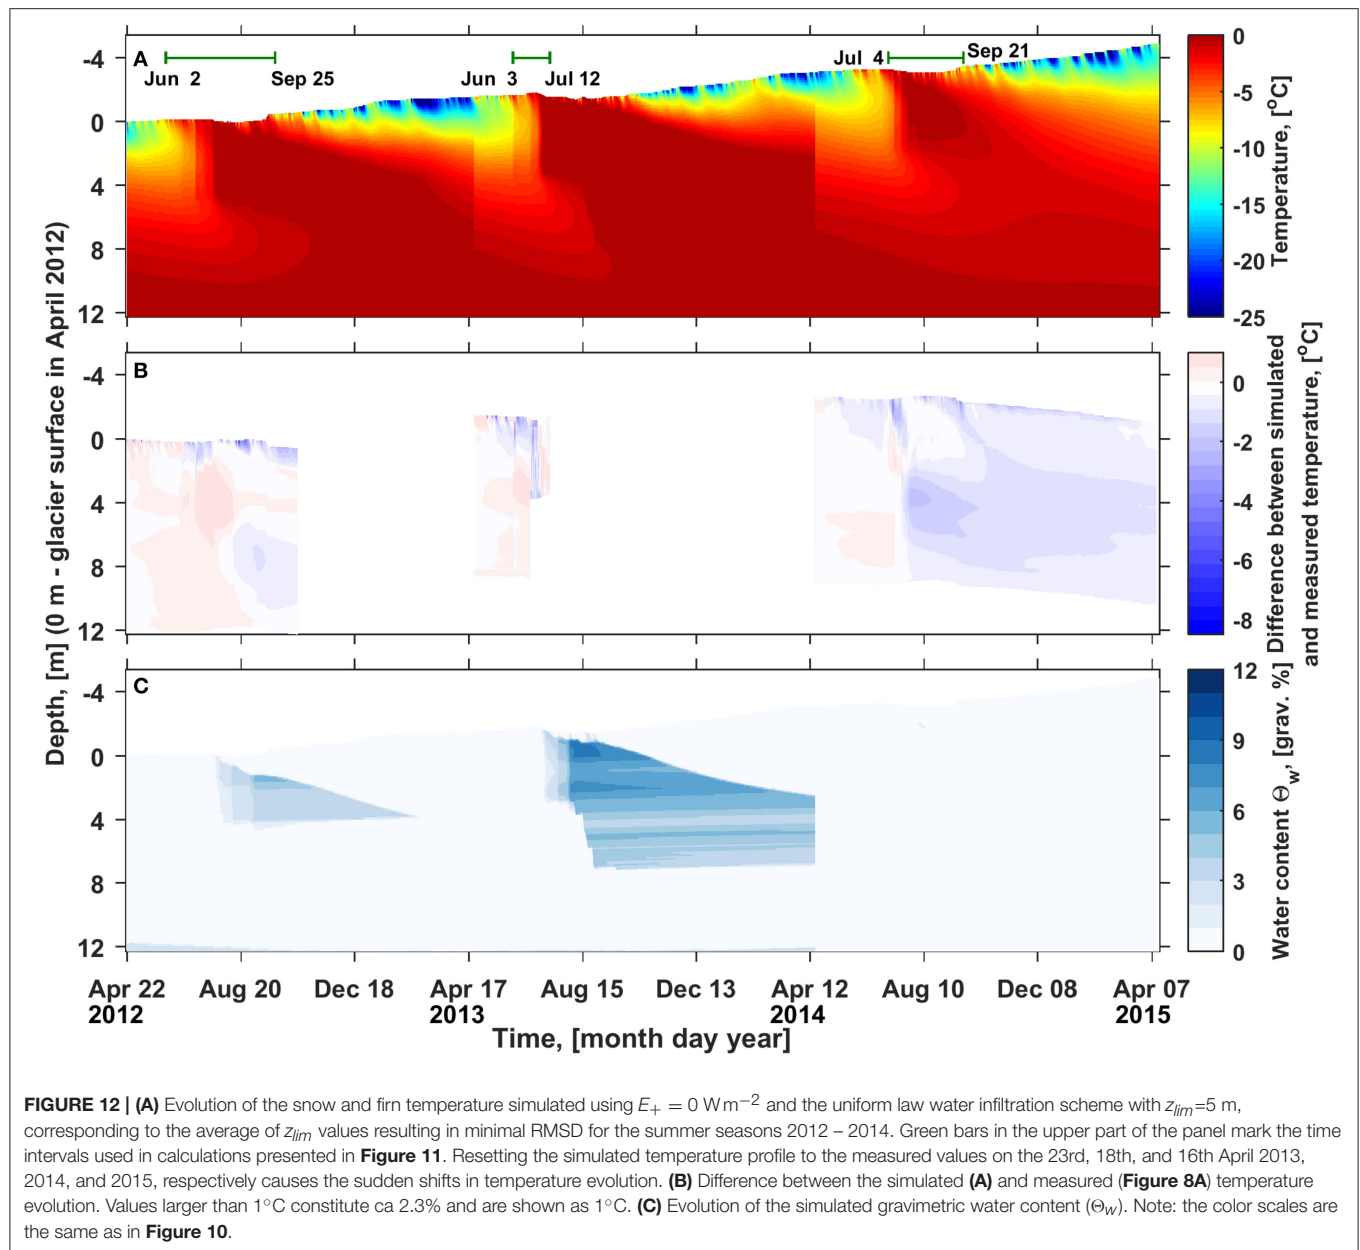 A
Jun 2
Sep 25
Jun 3
Jul 12
Jul 4
Sep 21
-4
0
4
8
12
0
-5
-10
-15
-20
-25
Temperature, [°C]
B
-4
0
4
8
12
0
-2
-4
-6
-8
Difference between simulated
and measured temperature, [°C]
C
-4
0
4
8
12
12
9
6
3
0
Water content Θw, [grav. %]
Depth, [m] (0 m - glacier surface in April 2012)
Apr 22 Aug 20 Dec 18 Apr 17 Aug 15 Dec 13 Apr 12 Aug 10 Dec 08 Apr 07
2012 2013 2014 2015
Time, [month day year]
FIGURE 12 | (A) Evolution of the snow and firn temperature simulated using E+ = 0 W m−2 and the uniform law water infiltration scheme with zlim=5 m,
corresponding to the average of zlim values resulting in minimal RMSD for the summer seasons 2012 – 2014. Green bars in the upper part of the panel mark the time
intervals used in calculations presented in Figure 11. Resetting the simulated temperature profile to the measured values on the 23rd, 18th, and 16th April 2013,
2014, and 2015, respectively causes the sudden shifts in temperature evolution. (B) Difference between the simulated (A) and measured (Figure 8A) temperature
evolution. Values larger than 1°C constitute ca 2.3% and are shown as 1°C. (C) Evolution of the simulated gravimetric water content (Θw). Note: the color scales are
the same as in Figure 10.